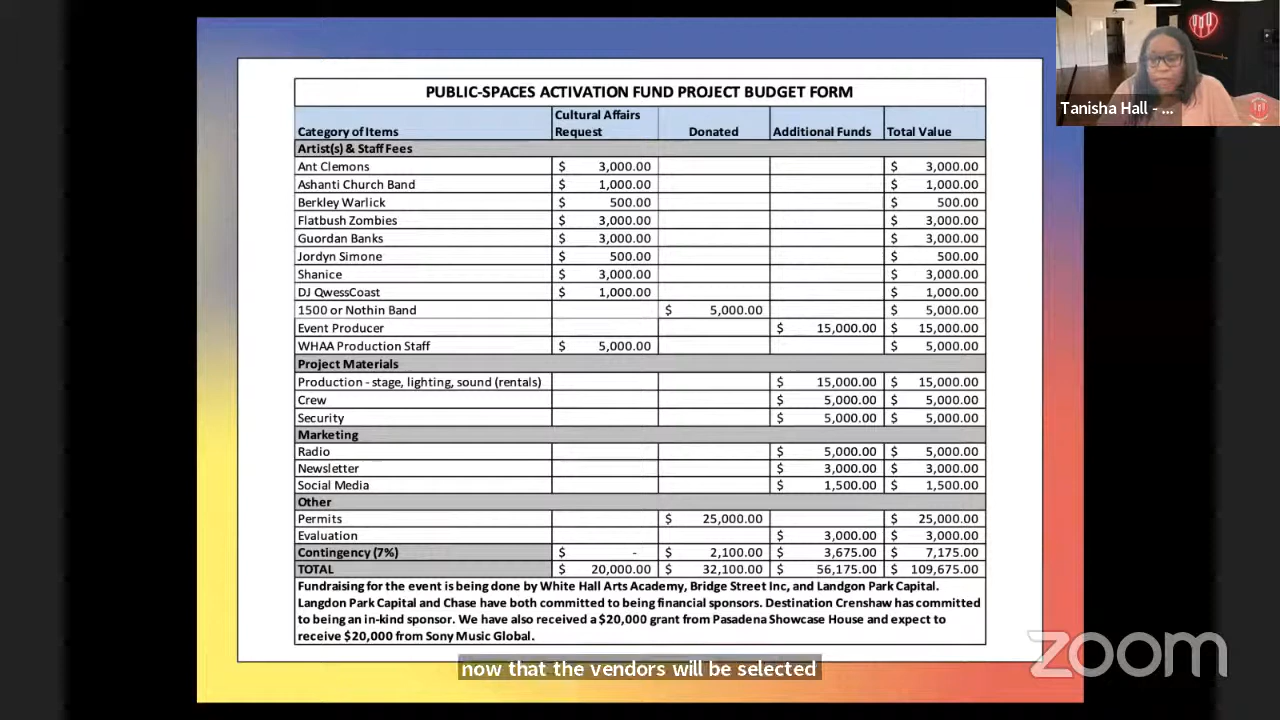 PUBLIC-SPACES ACTIVATION FUND PROJECT BUDGET FORM
Category of Items Cultural Affairs Request Donated Additional Funds Total Value
Artist(s) & Staff Fees
Ant Clemons $ 3,000.00 $ 3,000.00
Ashanti Church Band $ 1,000.00 $ 1,000.00
Berkley Warlick $ 500.00 $ 500.00
Flatbush Zombies $ 3,000.00 $ 3,000.00
Guordan Banks $ 3,000.00 $ 3,000.00
Jordyn Simone $ 500.00 $ 500.00
Shanice $ 3,000.00 $ 3,000.00
DJ QwessCoast $ 1,000.00 $ 1,000.00
1500 or Nothin Band $ 5,000.00 $ 5,000.00
Event Producer $ 15,000.00 $ 15,000.00
WHAA Production Staff $ 5,000.00 $ 5,000.00
Project Materials
Production - stage, lighting, sound (rentals) $ 15,000.00 $ 15,000.00
Crew $ 5,000.00 $ 5,000.00
Security $ 5,000.00 $ 5,000.00
Marketing
Radio $ 5,000.00 $ 5,000.00
Newsletter $ 3,000.00 $ 3,000.00
Social Media $ 1,500.00 $ 1,500.00
Other
Permits $ 25,000.00 $ 25,000.00
Evaluation $ 3,000.00 $ 3,000.00
Contingency (7%) $ - $ 2,100.00 $ 3,675.00 $ 7,175.00
TOTAL $ 20,000.00 $ 32,100.00 $ 56,175.00 $ 109,675.00
Fundraising for the event is being done by White Hall Arts Academy, Bridge Street Inc, and Landgon Park Capital.
Langdon Park Capital and Chase have both committed to being financial sponsors. Destination Crenshaw has committed
to being an in-kind sponsor. We have also received a $20,000 grant from Pasadena Showcase House and expect to
receive $20,000 from Sony Music Global.
now that the vendors will be selected
Tanisha Hall - ...
zoom